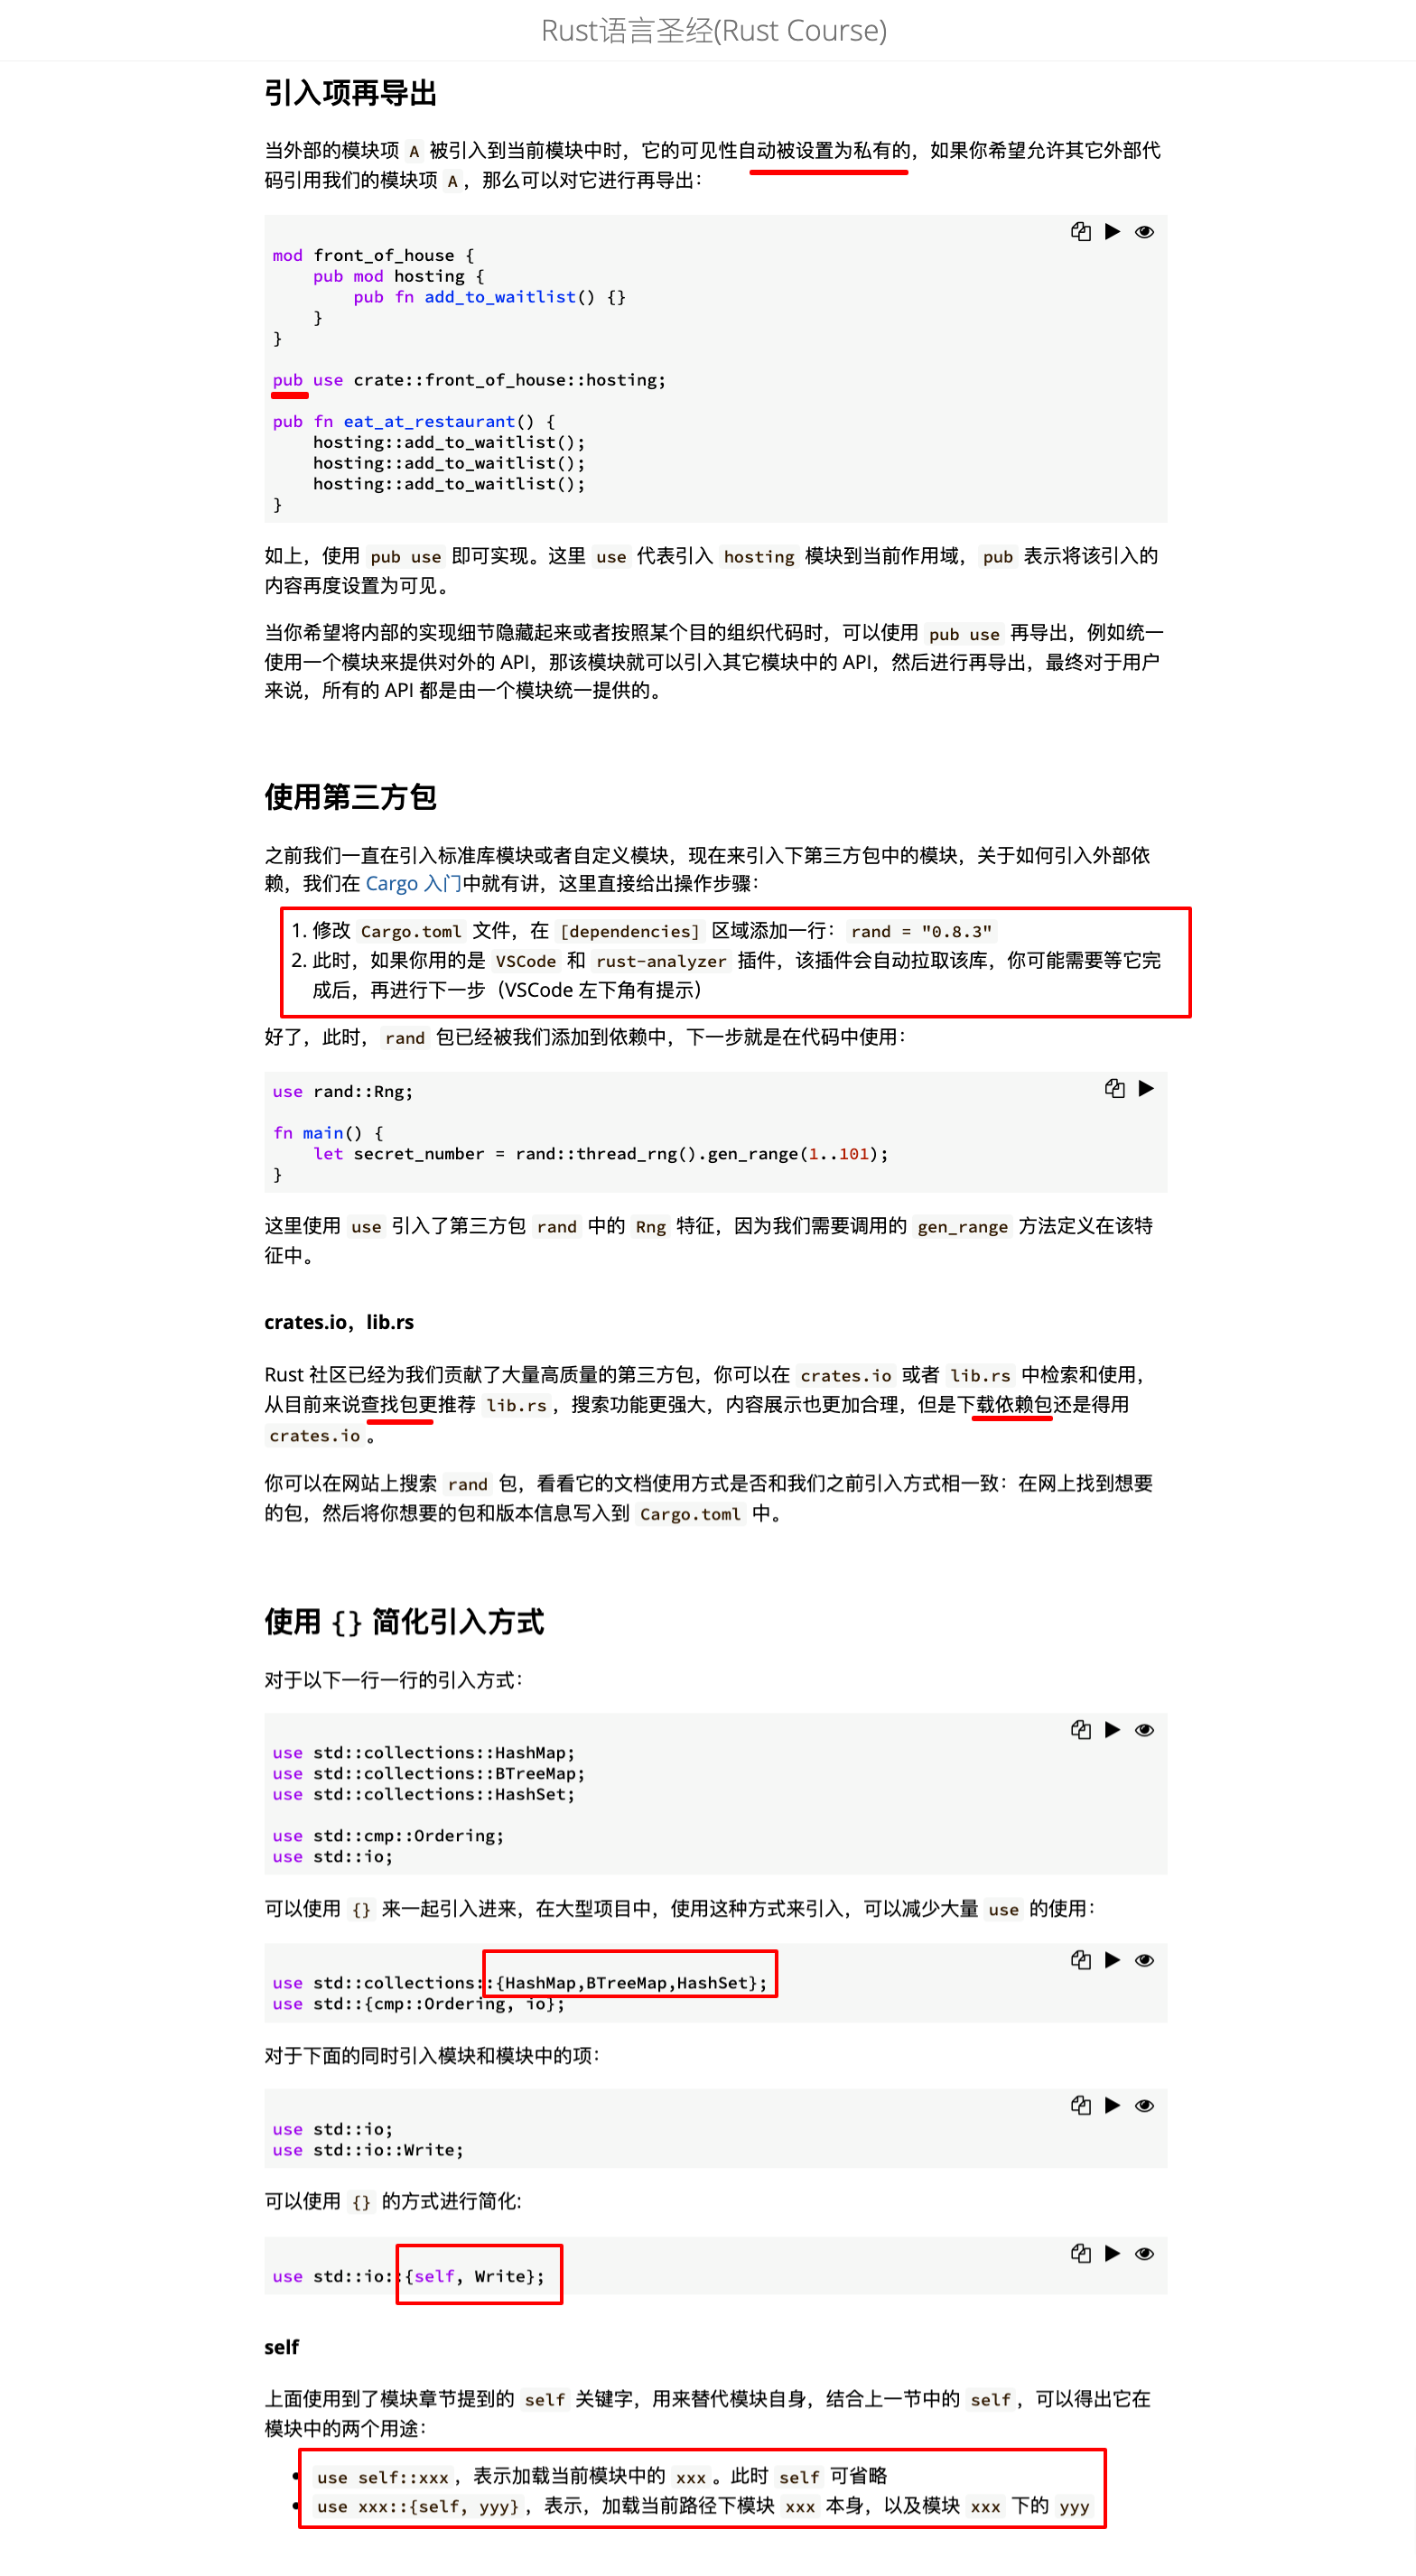 Rust语言圣经(Rust Course)
引入项再导出
当外部的模块项 A 被引入到当前模块中时，它的可见性自动被设置为私有的，如果你希望允许其它外部代
码引用我们的模块项 A，那么可以对它进行再导出：
mod front_of_house {
    pub mod hosting {
        pub fn add_to_waitlist() {}
    }
}
pub use crate::front_of_house::hosting;
pub fn eat_at_restaurant() {
    hosting::add_to_waitlist();
    hosting::add_to_waitlist();
    hosting::add_to_waitlist();
}
如上，使用 pub use 即可实现。这里 use 代表引入 hosting 模块到当前作用域，pub 表示将该引入的
内容再度设置为可见。
当你希望将内部的实现细节隐藏起来或者按照某个目的组织代码时，可以使用 pub use 再导出，例如统一
使用一个模块来提供对外的 API，那该模块就可以引入其它模块中的 API，然后进行再导出，最终对于用户
来说，所有的 API 都是由一个模块统一提供的。
使用第三方包
之前我们一直在引入标准库模块或者自定义模块，现在来引入下第三方包中的模块，关于如何引入外部依
赖，我们在 Cargo 入门中就有讲，这里直接给出操作步骤：
1. 修改 Cargo.toml 文件，在 [dependencies] 区域添加一行：rand = "0.8.3"
2. 此时，如果你用的是 VSCode 和 rust-analyzer 插件，该插件会自动拉取该库，你可能需要等它完
成后，再进行下一步（VSCode 左下角有提示）
好了，此时，rand 包已经被我们添加到依赖中，下一步就是在代码中使用：
use rand::Rng;
fn main() {
    let secret_number = rand::thread_rng().gen_range(1..101);
}
这里使用 use 引入了第三方包 rand 中的 Rng 特征，因为我们需要调用的 gen_range 方法定义在该特
征中。
crates.io，lib.rs
Rust 社区已经为我们贡献了大量高质量的第三方包，你可以在 crates.io 或者 lib.rs 中检索和使用，
从目前来说查找包更推荐 lib.rs，搜索功能更强大，内容展示也更加合理，但是下载依赖包还是得用
crates.io。
你可以在网站上搜索 rand 包，看看它的文档使用方式是否和我们之前引入方式相一致：在网上找到想要
的包，然后将你想要的包和版本信息写入到 Cargo.toml 中。
使用 {} 简化引入方式
对于以下一行一行的引入方式：
use std::collections::HashMap;
use std::collections::BTreeMap;
use std::collections::HashSet;
use std::cmp::Ordering;
use std::io;
可以使用 {} 来一起引入进来，在大型项目中，使用这种方式来引入，可以减少大量 use 的使用：
use std::collections::{HashMap,BTreeMap,HashSet};
use std::{cmp::Ordering, io};
对于下面的同时引入模块和模块中的项：
use std::io;
use std::io::Write;
可以使用 {} 的方式进行简化:
use std::io::{self, Write};
self
上面使用到了模块章节提到的 self 关键字，用来替代模块自身，结合上一节中的 self，可以得出它在
模块中的两个用途：
• use self::xxx，表示加载当前模块中的 xxx。此时 self 可省略
• use xxx::{self, yyy}，表示，加载当前路径下模块 xxx 本身，以及模块 xxx 下的 yyy